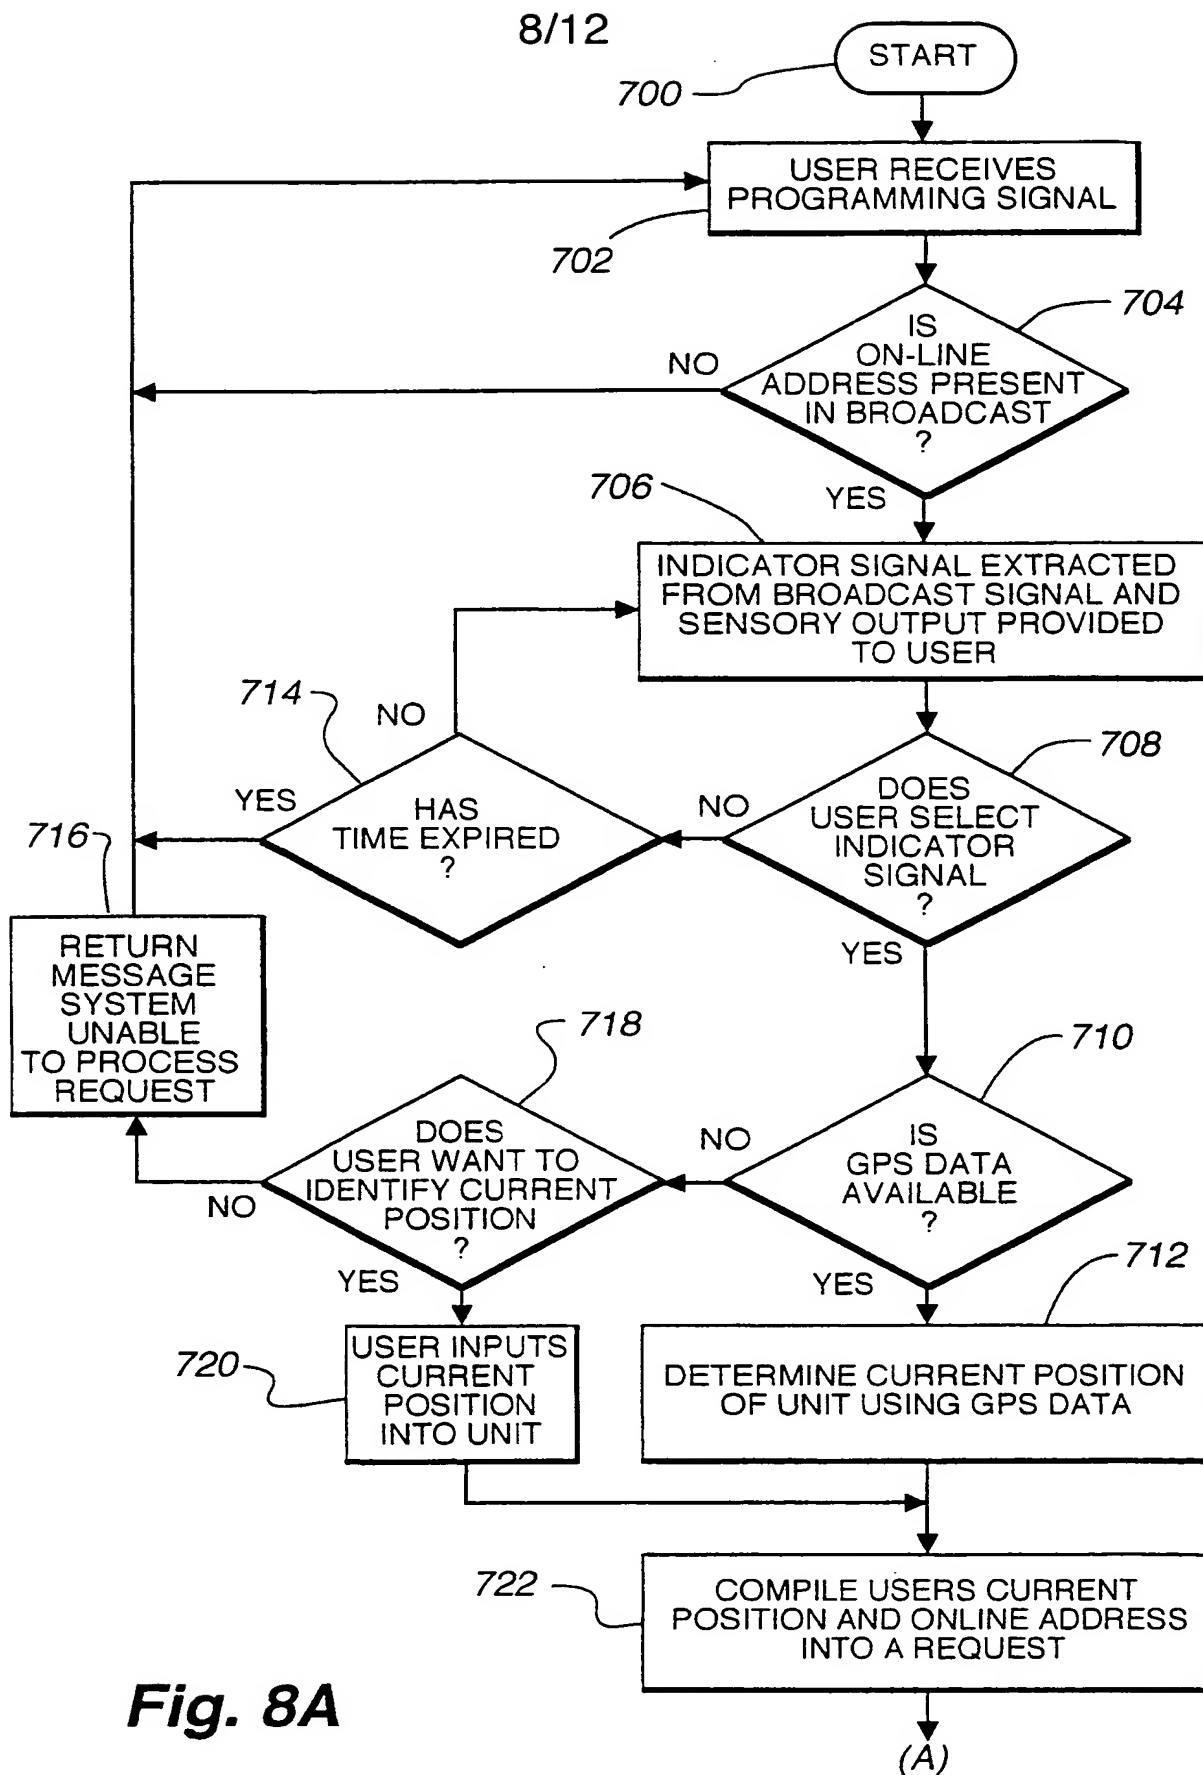 8/12
START
700
USER RECEIVES
PROGRAMMING SIGNAL
702
704
IS
ON-LINE
ADDRESS PRESENT
IN BROADCAST
?
NO
YES
706
INDICATOR SIGNAL EXTRACTED
FROM BROADCAST SIGNAL AND
SENSORY OUTPUT PROVIDED
TO USER
714
NO
708
YES
HAS
TIME EXPIRED
?
NO
DOES
USER SELECT
INDICATOR
SIGNAL
?
YES
716
RETURN
MESSAGE
SYSTEM
UNABLE
TO PROCESS
REQUEST
718
710
DOES
USER WANT TO
IDENTIFY CURRENT
POSITION
?
NO
NO
IS
GPS DATA
AVAILABLE
?
YES
YES
712
720
USER INPUTS
CURRENT
POSITION
INTO UNIT
DETERMINE CURRENT POSITION
OF UNIT USING GPS DATA
722
COMPILE USERS CURRENT
POSITION AND ONLINE ADDRESS
INTO A REQUEST
Fig. 8A
(A)